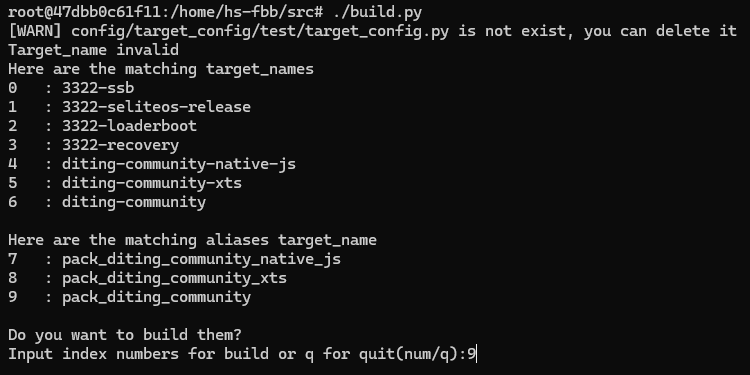 root@47dbb0c61f11:/home/hs-fbb/src# ./build.py
[WARN] config/target_config/test/target_config.py is not exist, you can delete it
Target_name invalid
Here are the matching target_names
0   : 3322-ssb
1   : 3322-seliteos-release
2   : 3322-loaderboot
3   : 3322-recovery
4   : diting-community-native-js
5   : diting-community-xts
6   : diting-community

Here are the matching aliases target_name
7   : pack_diting_community_native_js
8   : pack_diting_community_xts
9   : pack_diting_community

Do you want to build them?
Input index numbers for build or q for quit(num/q):9